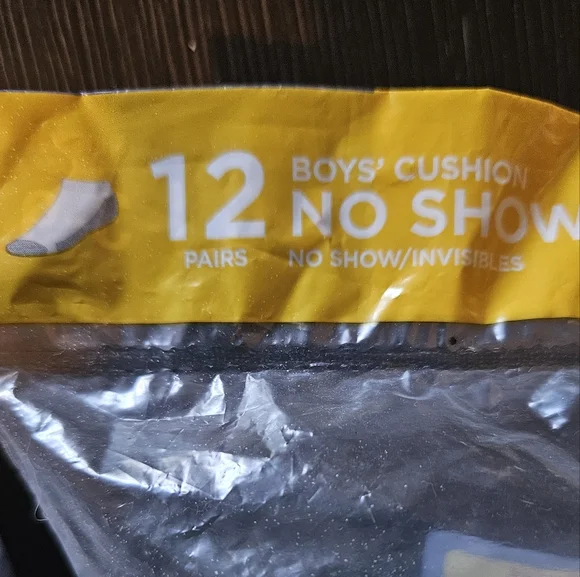 12
PAIRS
BOYS' CUSHION
NO SHOW
NO SHOW/INVISIBLES